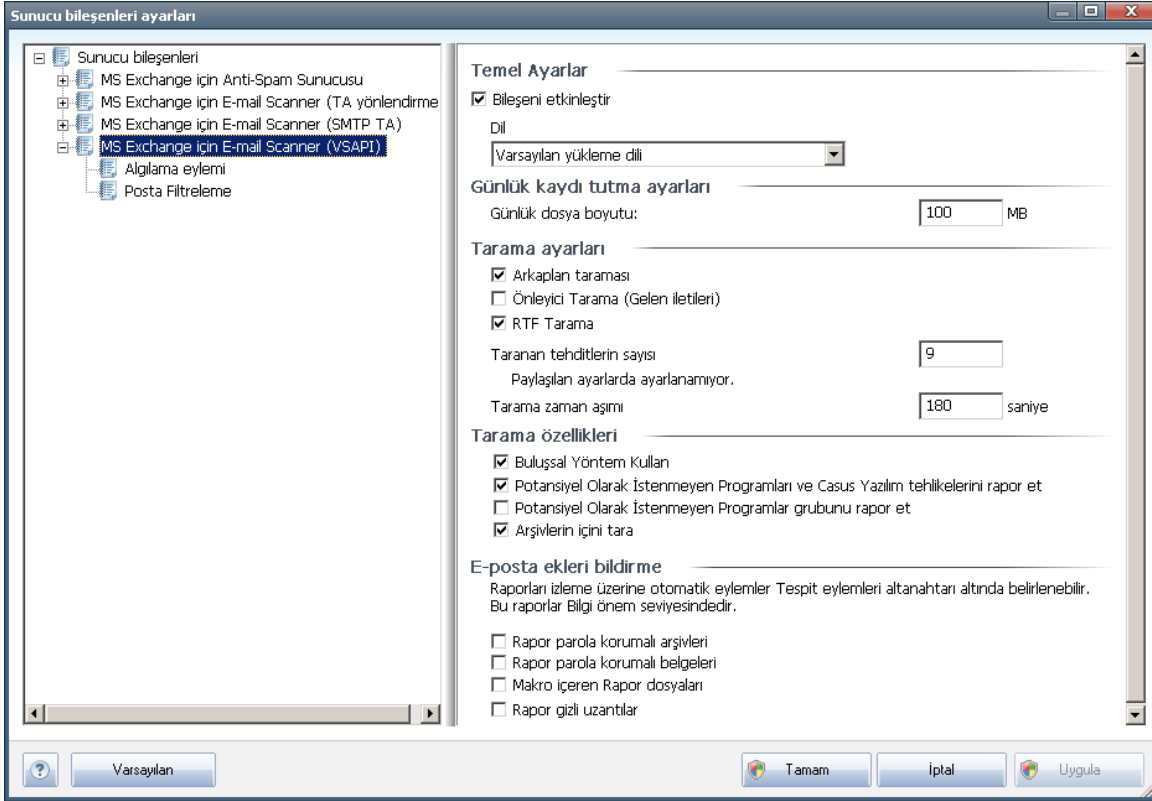 Sunucu bileşenleri ayarları
Sunucu bileşenleri
MS Exchange için Anti-Spam Sunucusu
MS Exchange için E-mail Scanner (TA yönlendirme
MS Exchange için E-mail Scanner (SMTP TA)
MS Exchange için E-mail Scanner (VSAPI)
Algılama eylemi
Posta Filtreleme
Temel Ayarlar
Bileşeni etkinleştir
Dil
Varsayılan yükleme dili
Günlük kaydı tutma ayarları
Günlük dosya boyutu: 100 MB
Tarama ayarları
Arkaplan taraması
Önleyici Tarama (Gelen iletileri)
RTF Tarama
Taranan tehditlerin sayısı 9
Paylaşılan ayarlarda ayarlanamıyor.
Tarama zaman aşımı 180 saniye
Tarama özellikleri
Buluşsal Yöntem Kullan
Potansiyel Olarak İstenmeyen Programları ve Casus Yazılım tehlikelerini rapor et
Potansiyel Olarak İstenmeyen Programlar grubunu rapor et
Arşivlerin içini tara
E-posta ekleri bildirme
Raporları izleme üzerine otomatik eylemler Tespit eylemleri altanahtarı altında belirlenebilir.
Bu raporlar Bilgi önem seviyesindedir.
Rapor parola korumalı arşivleri
Rapor parola korumalı belgeleri
Makro içeren Rapor dosyaları
Rapor gizli uzantılar
? Varsayılan Tamam İptal Uygula